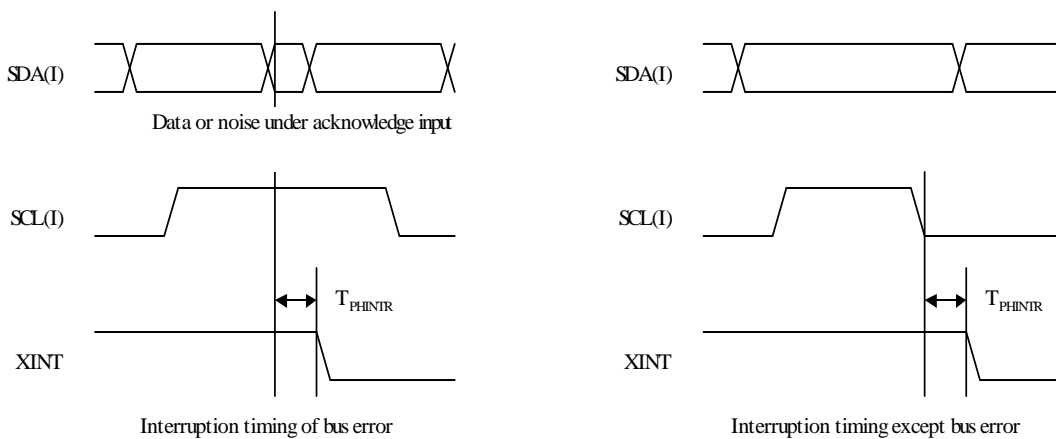 SDA(I)
Data or noise under acknowledge input
SCL(I)
T_PHINTR
XINT
Interruption timing of bus error
SDA(I)
SCL(I)
T_PHINTR
XINT
Interruption timing except bus error